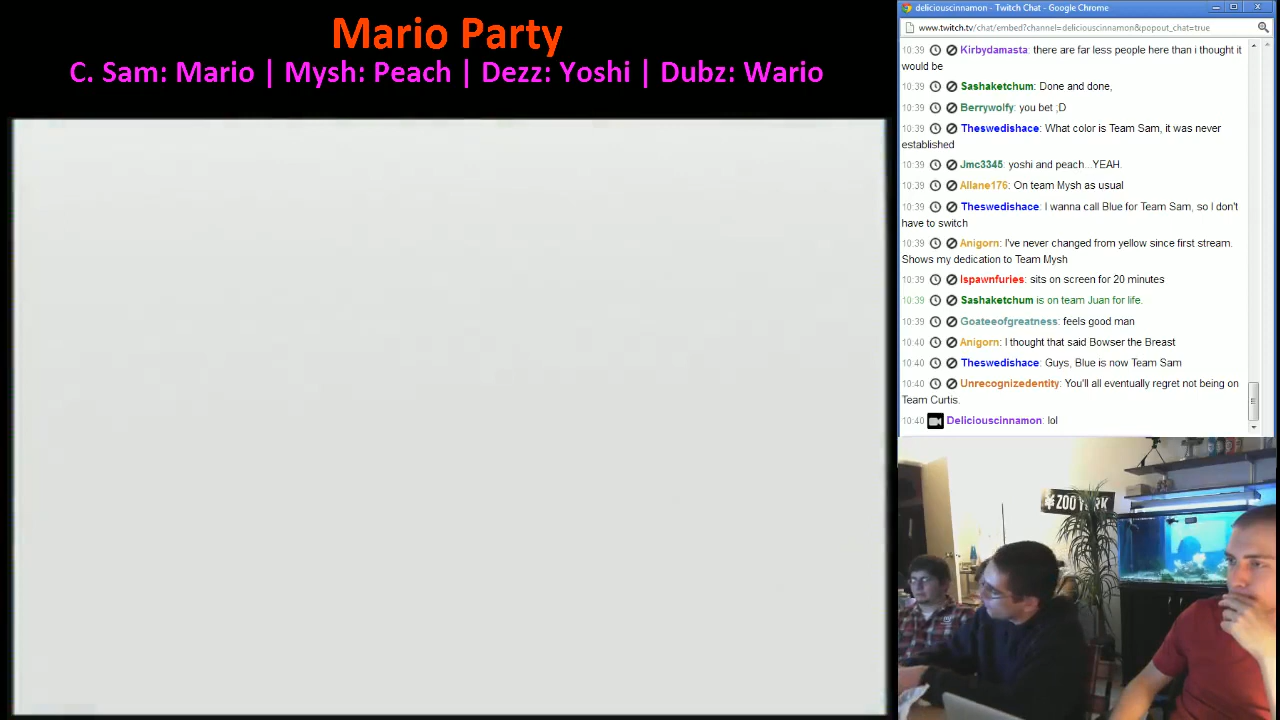 Mario Party
C. Sam: Mario | Mysh: Peach | Dezz: Yoshi | Dubz: Wario
deliciouscinnamon - Twitch Chat - Google Chrome
www.twitch.tv/chat/embed?channel=deliciouscinnamon&popout_chat=true
10:39 Kirbydamasta: there are far less people here than i thought it
would be
10:39 Sashaketchum: Done and done,
10:39 Berrywolfy: you bet ;D
10:39 Theswedishace: What color is Team Sam, it was never
established
10:39 Jmc3345: yoshi and peach...YEAH.
10:39 Allane176: On team Mysh as usual
10:39 Theswedishace: I wanna call Blue for Team Sam, so I don't
have to switch
10:39 Anigorn: I've never changed from yellow since first stream.
Shows my dedication to Team Mysh
10:39 Ispawnfuries: sits on screen for 20 minutes
10:39 Sashaketchum is on team Juan for life.
10:39 Goateeofgreatness: feels good man
10:40 Anigorn: I thought that said Bowser the Breast
10:40 Theswedishace: Guys, Blue is now Team Sam
10:40 Unrecognizedentity: You'll all eventually regret not being on
Team Curtis.
10:40 Deliciouscinnamon: lol
ZOO YORK